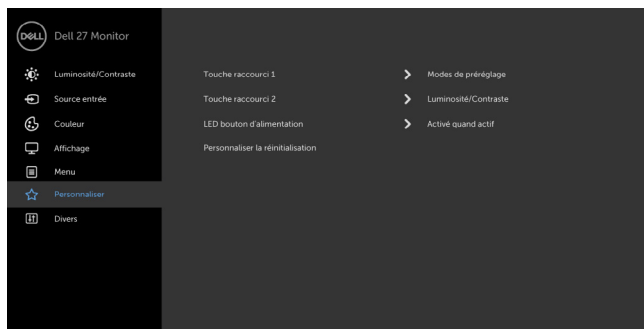 DELL Dell 27 Monitor
Luminosité/Contraste
Touche raccourci 1
Modes de préréglage
Source entrée
Touche raccourci 2
Luminosité/Contraste
Couleur
LED bouton d'alimentation
Activé quand actif
Affichage
Personnaliser la réinitialisation
Menu
Personnaliser
Divers